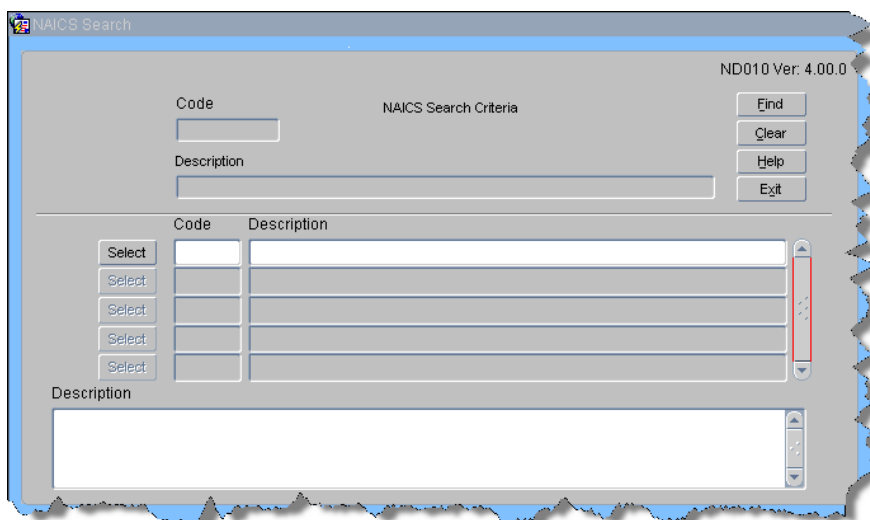 NAICS Search
ND010 Ver: 4.00.0
Code
NAICS Search Criteria
Find
Clear
Description
Help
Exit
Code Description
Select
Select
Select
Select
Select
Description